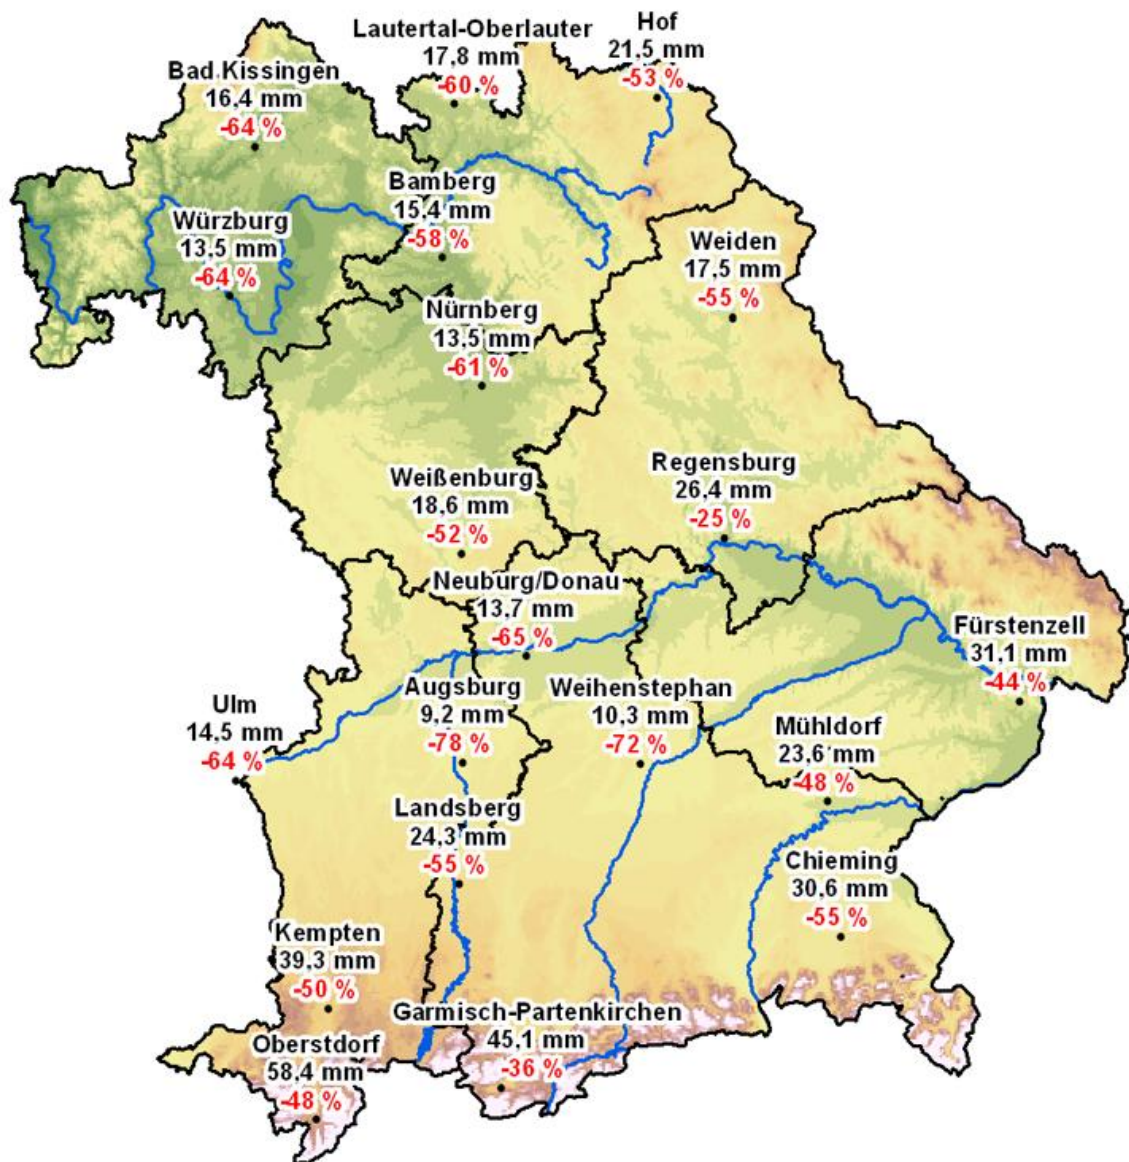 Lautertal-Oberlauter
17,8 mm
-60 %
Hof
21,5 mm
-53 %
Bad Kissingen
16,4 mm
-64 %
Bamberg
15,4 mm
-58 %
Würzburg
13,5 mm
-64 %
Weiden
17,5 mm
-55 %
Nürnberg
13,5 mm
-61 %
Regensburg
26,4 mm
-25 %
Weißenburg
18,6 mm
-52 %
Neuburg/Donau
13,7 mm
-65 %
Fürstenzell
31,1 mm
-44 %
Augsburg
9,2 mm
-78 %
Weihenstephan
10,3 mm
-72 %
Ulm
14,5 mm
-64 %
Mühldorf
23,6 mm
-48 %
Landsberg
24,3 mm
-55 %
Chieming
30,6 mm
-55 %
Kempten
39,3 mm
-50 %
Garmisch-Partenkirchen
45,1 mm
-36 %
Oberstdorf
58,4 mm
-48 %